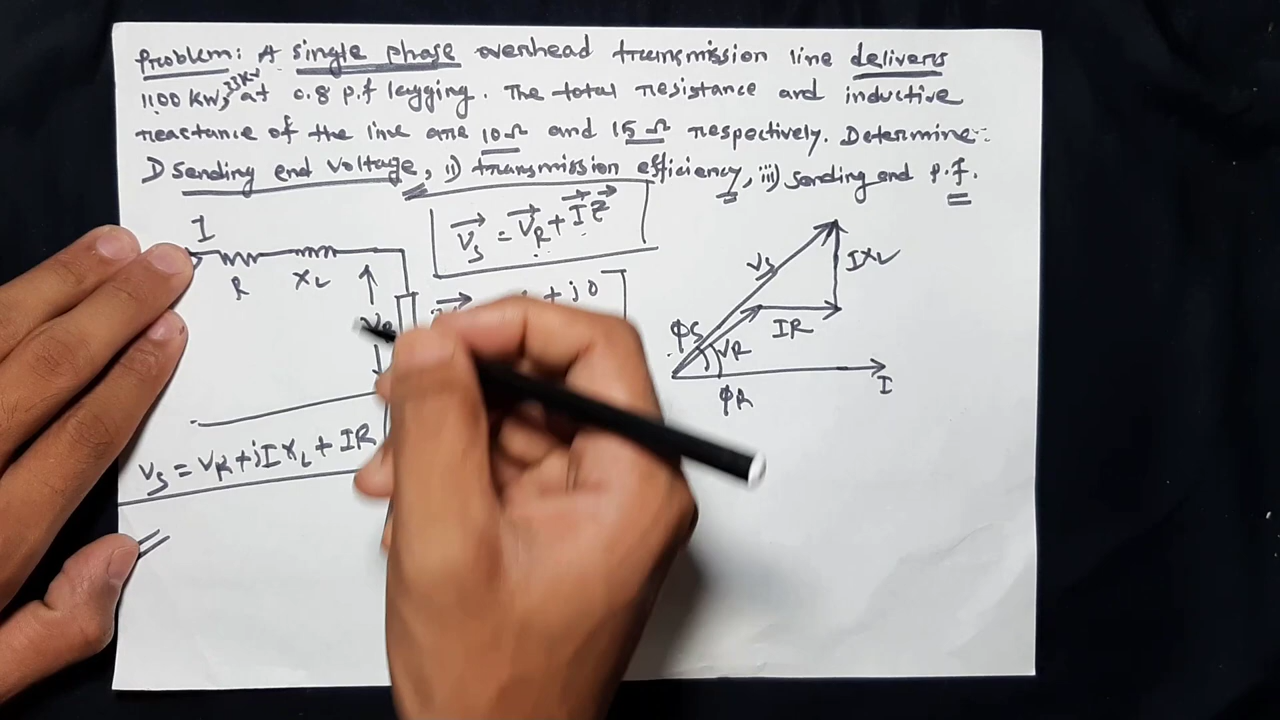 Problem: A single phase overhead transmission line delivers
1100 KW, 33KV at 0.8 p.f lagging. The total resistance and inductive
reactance of the line are 10Ω and 15Ω respectively. Determine:
I) Sending end voltage, ii) transmission efficiency, iii) sending end p.f.
I
R
XL
VS = VR + jIXL + IR
VS = VR + IZ
+ j0
VS
IXL
IR
VR
φS
φR
I